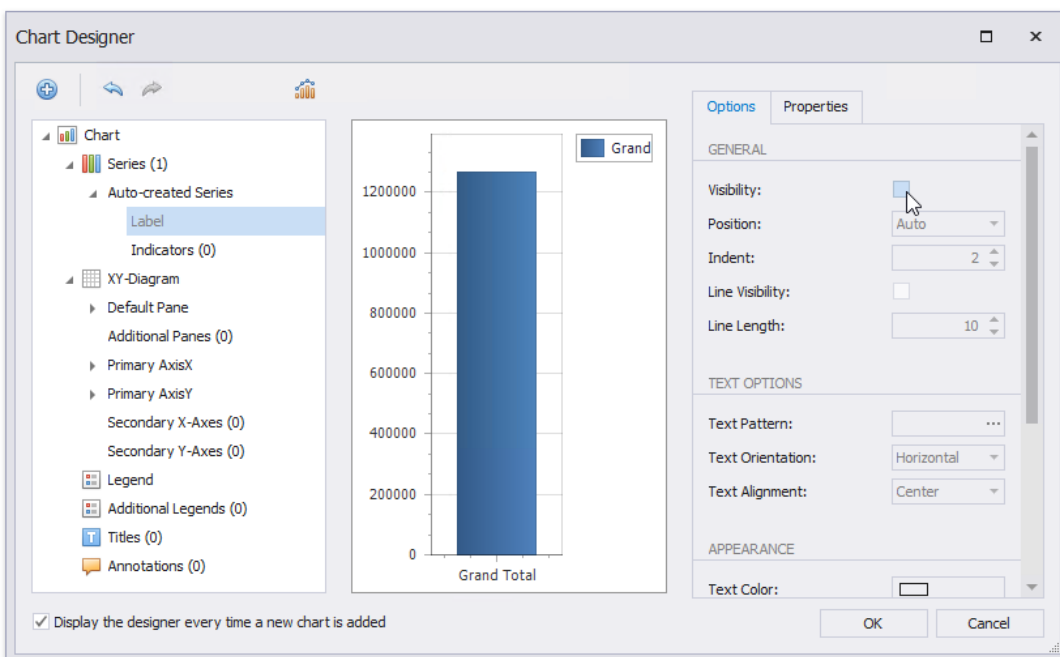 Chart Designer
Chart
Series (1)
Auto-created Series
Label
Indicators (0)
XY-Diagram
Default Pane
Additional Panes (0)
Primary AxisX
Primary AxisY
Secondary X-Axes (0)
Secondary Y-Axes (0)
Legend
Additional Legends (0)
Titles (0)
Annotations (0)
Grand
1200000
1000000
800000
600000
400000
200000
0
Grand Total
Options Properties
GENERAL
Visibility:
Position: Auto
Indent: 2
Line Visibility:
Line Length: 10
TEXT OPTIONS
Text Pattern: ...
Text Orientation: Horizontal
Text Alignment: Center
APPEARANCE
Text Color:
Display the designer every time a new chart is added
OK Cancel